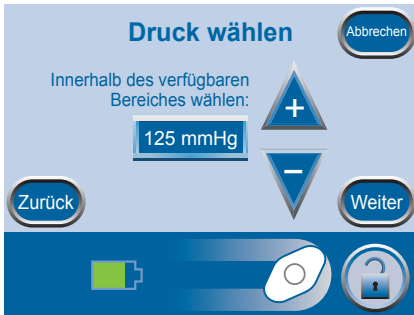 Druck wählen
Abbrechen
Innerhalb des verfügbaren
Bereiches wählen:
+
125 mmHg
−
Zurück
Weiter